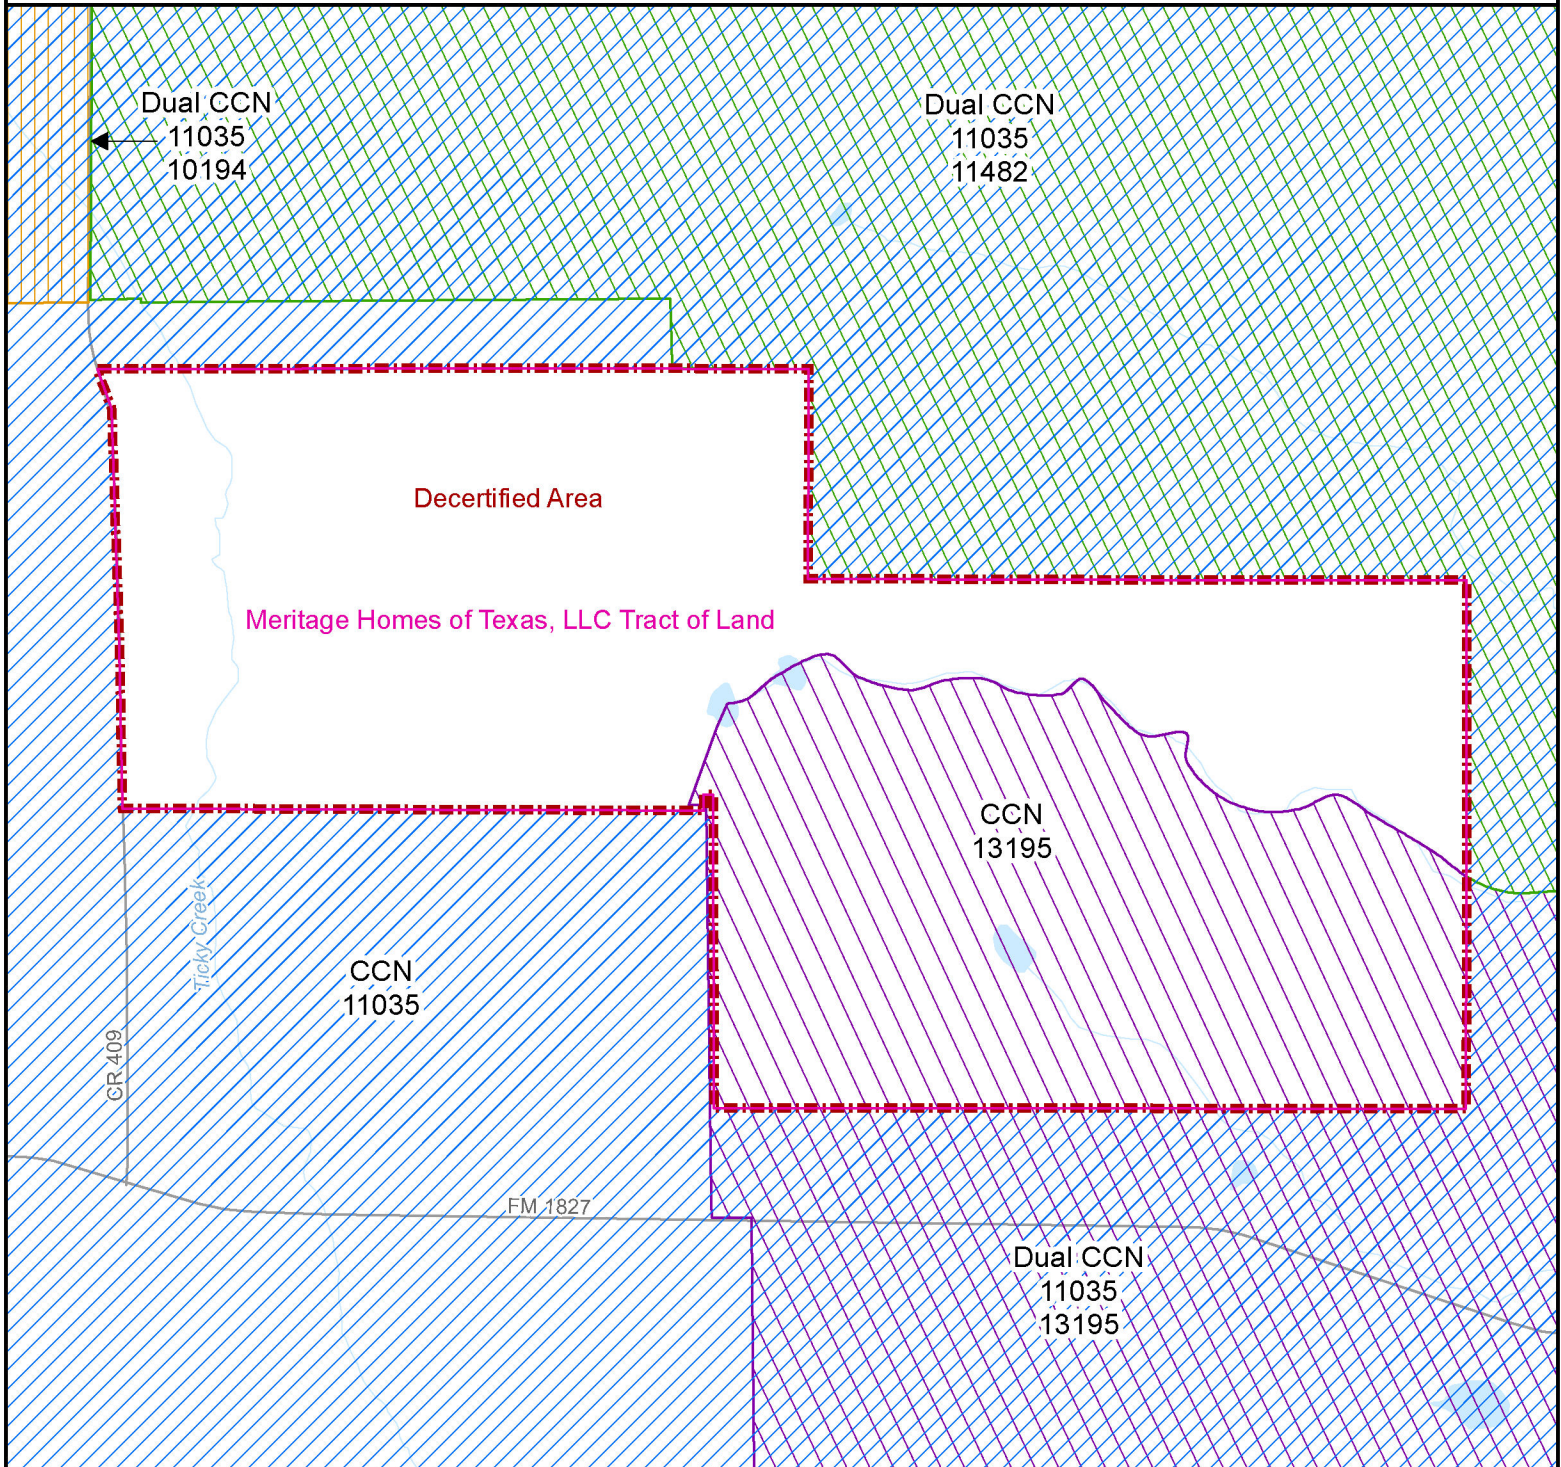 Dual CCN
11035
10194
Dual CCN
11035
11482
Decertified Area
Meritage Homes of Texas, LLC Tract of Land
CCN
13195
Ticky Creek
CCN
11035
CR 409
FM 1827
Dual CCN
11035
13195